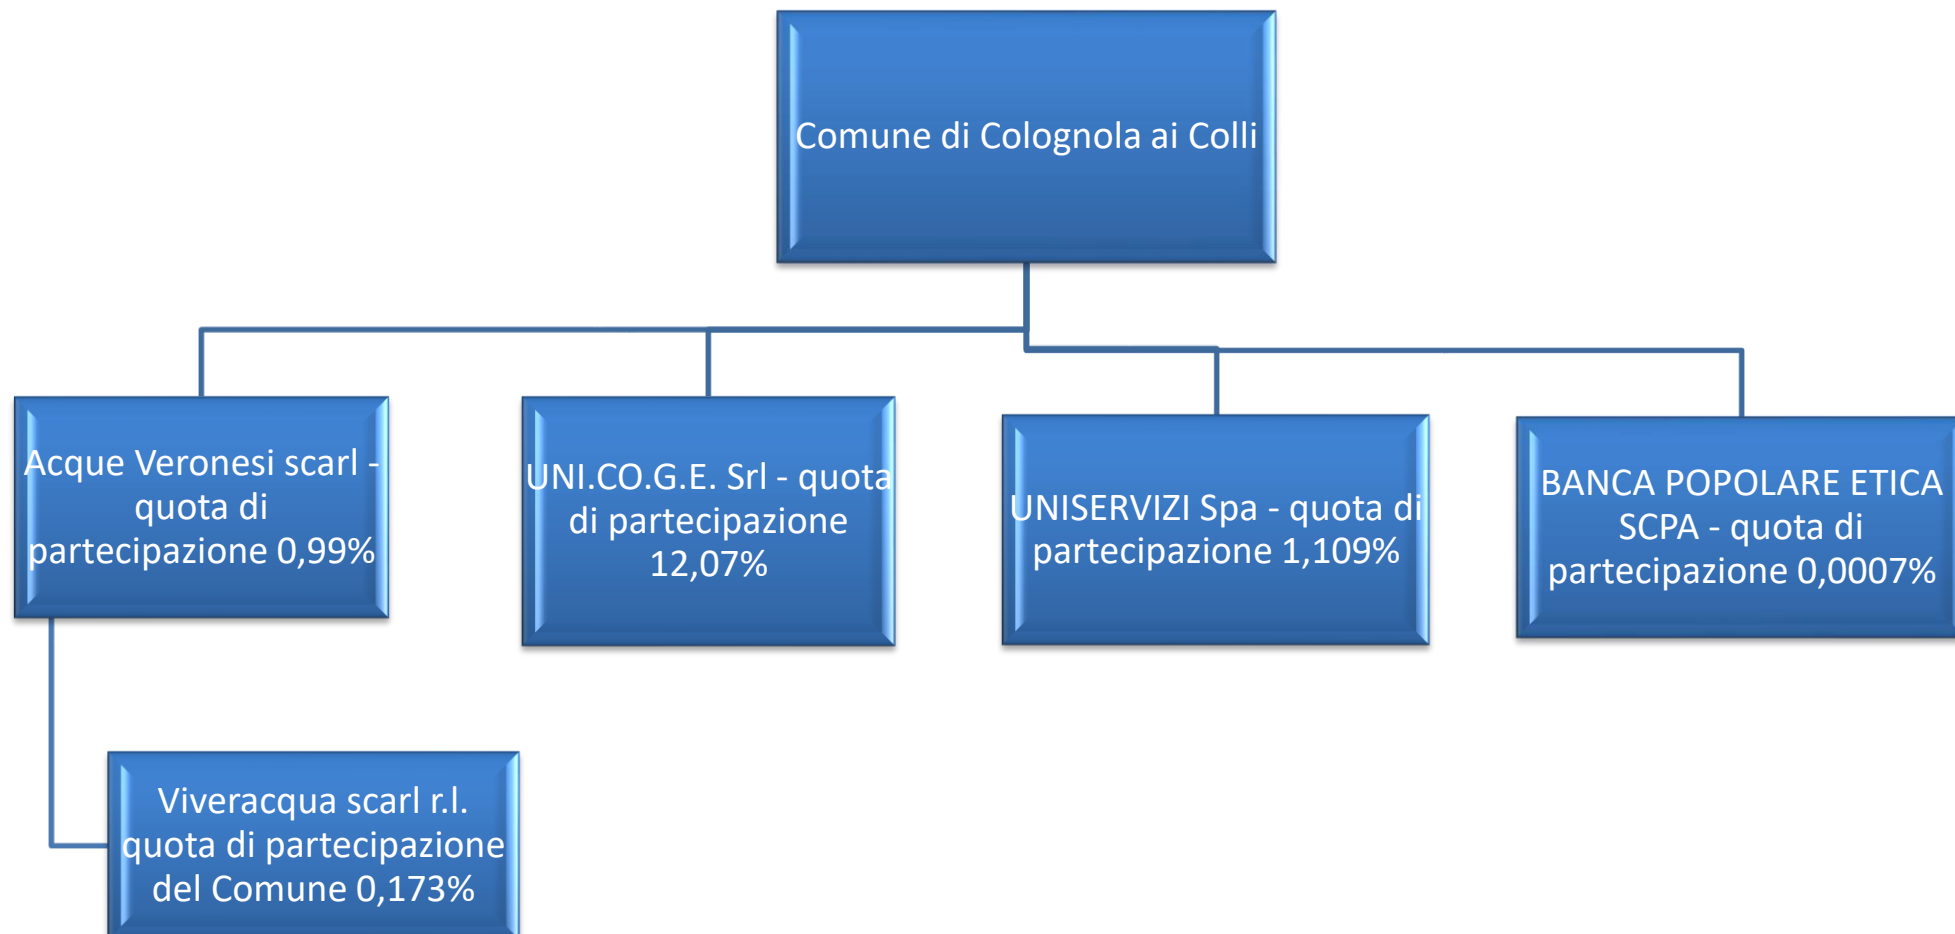 Comune di Colognola ai Colli
Acque Veronesi scarl -
quota di
partecipazione 0,99%
UNI.CO.G.E. Srl - quota
di partecipazione
12,07%
UNISERVIZI Spa - quota di
partecipazione 1,109%
BANCA POPOLARE ETICA
SCPA - quota di
partecipazione 0,0007%
Viveracqua scarl r.l.
quota di partecipazione
del Comune 0,173%